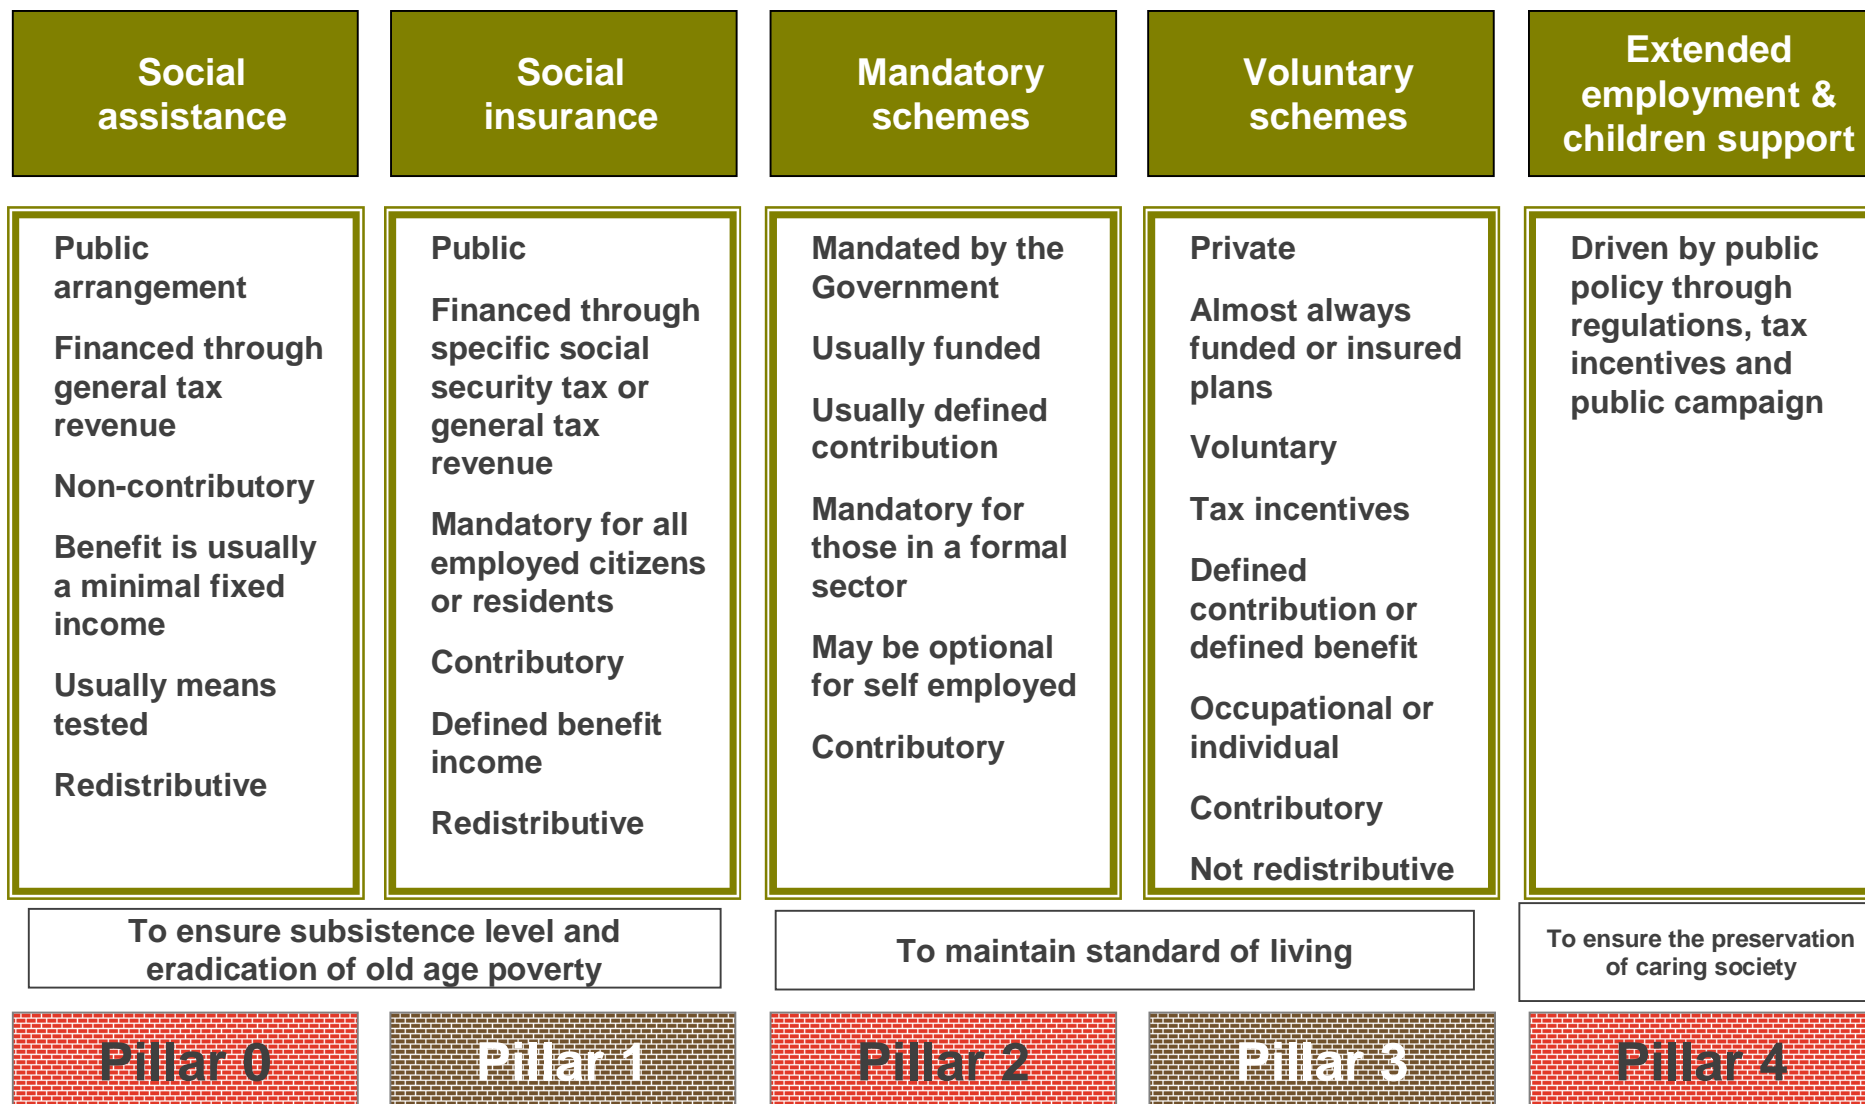 Social
assistance
Social
insurance
Mandatory
schemes
Voluntary
schemes
Extended
employment &
children support
Public
arrangement
Financed through
general tax
revenue
Non-contributory
Benefit is usually
a minimal fixed
income
Usually means
tested
Redistributive
Public
Financed through
specific social
security tax or
general tax
revenue
Mandatory for all
employed citizens
or residents
Contributory
Defined benefit
income
Redistributive
Mandated by the
Government
Usually funded
Usually defined
contribution
Mandatory for
those in a formal
sector
May be optional
for self employed
Contributory
Private
Almost always
funded or insured
plans
Voluntary
Tax incentives
Defined
contribution or
defined benefit
Occupational or
individual
Contributory
Not redistributive
Driven by public
policy through
regulations, tax
incentives and
public campaign
To ensure subsistence level and
eradication of old age poverty
To maintain standard of living
To ensure the preservation
of caring society
Pillar 0
Pillar 1
Pillar 2
Pillar 3
Pillar 4